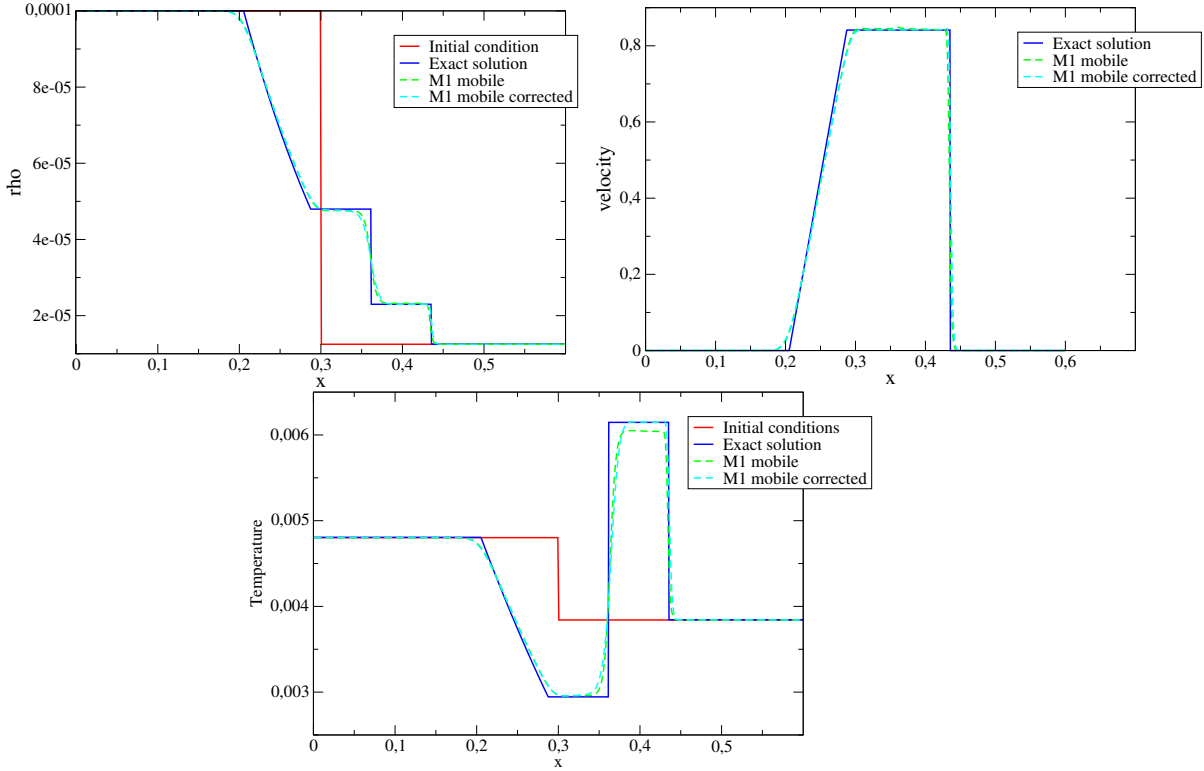 0,0001
8e-05
6e-05
4e-05
2e-05
rho
0
0,1
0,2
0,3
0,4
0,5
x
Initial condition
Exact solution
M1 mobile
M1 mobile corrected
0,8
0,6
0,4
0,2
0
velocity
0
0,1
0,2
0,3
0,4
0,5
0,6
x
Exact solution
M1 mobile
M1 mobile corrected
0,006
0,005
0,004
0,003
Temperature
0
0,1
0,2
0,3
0,4
0,5
x
Initial conditions
Exact solution
M1 mobile
M1 mobile corrected